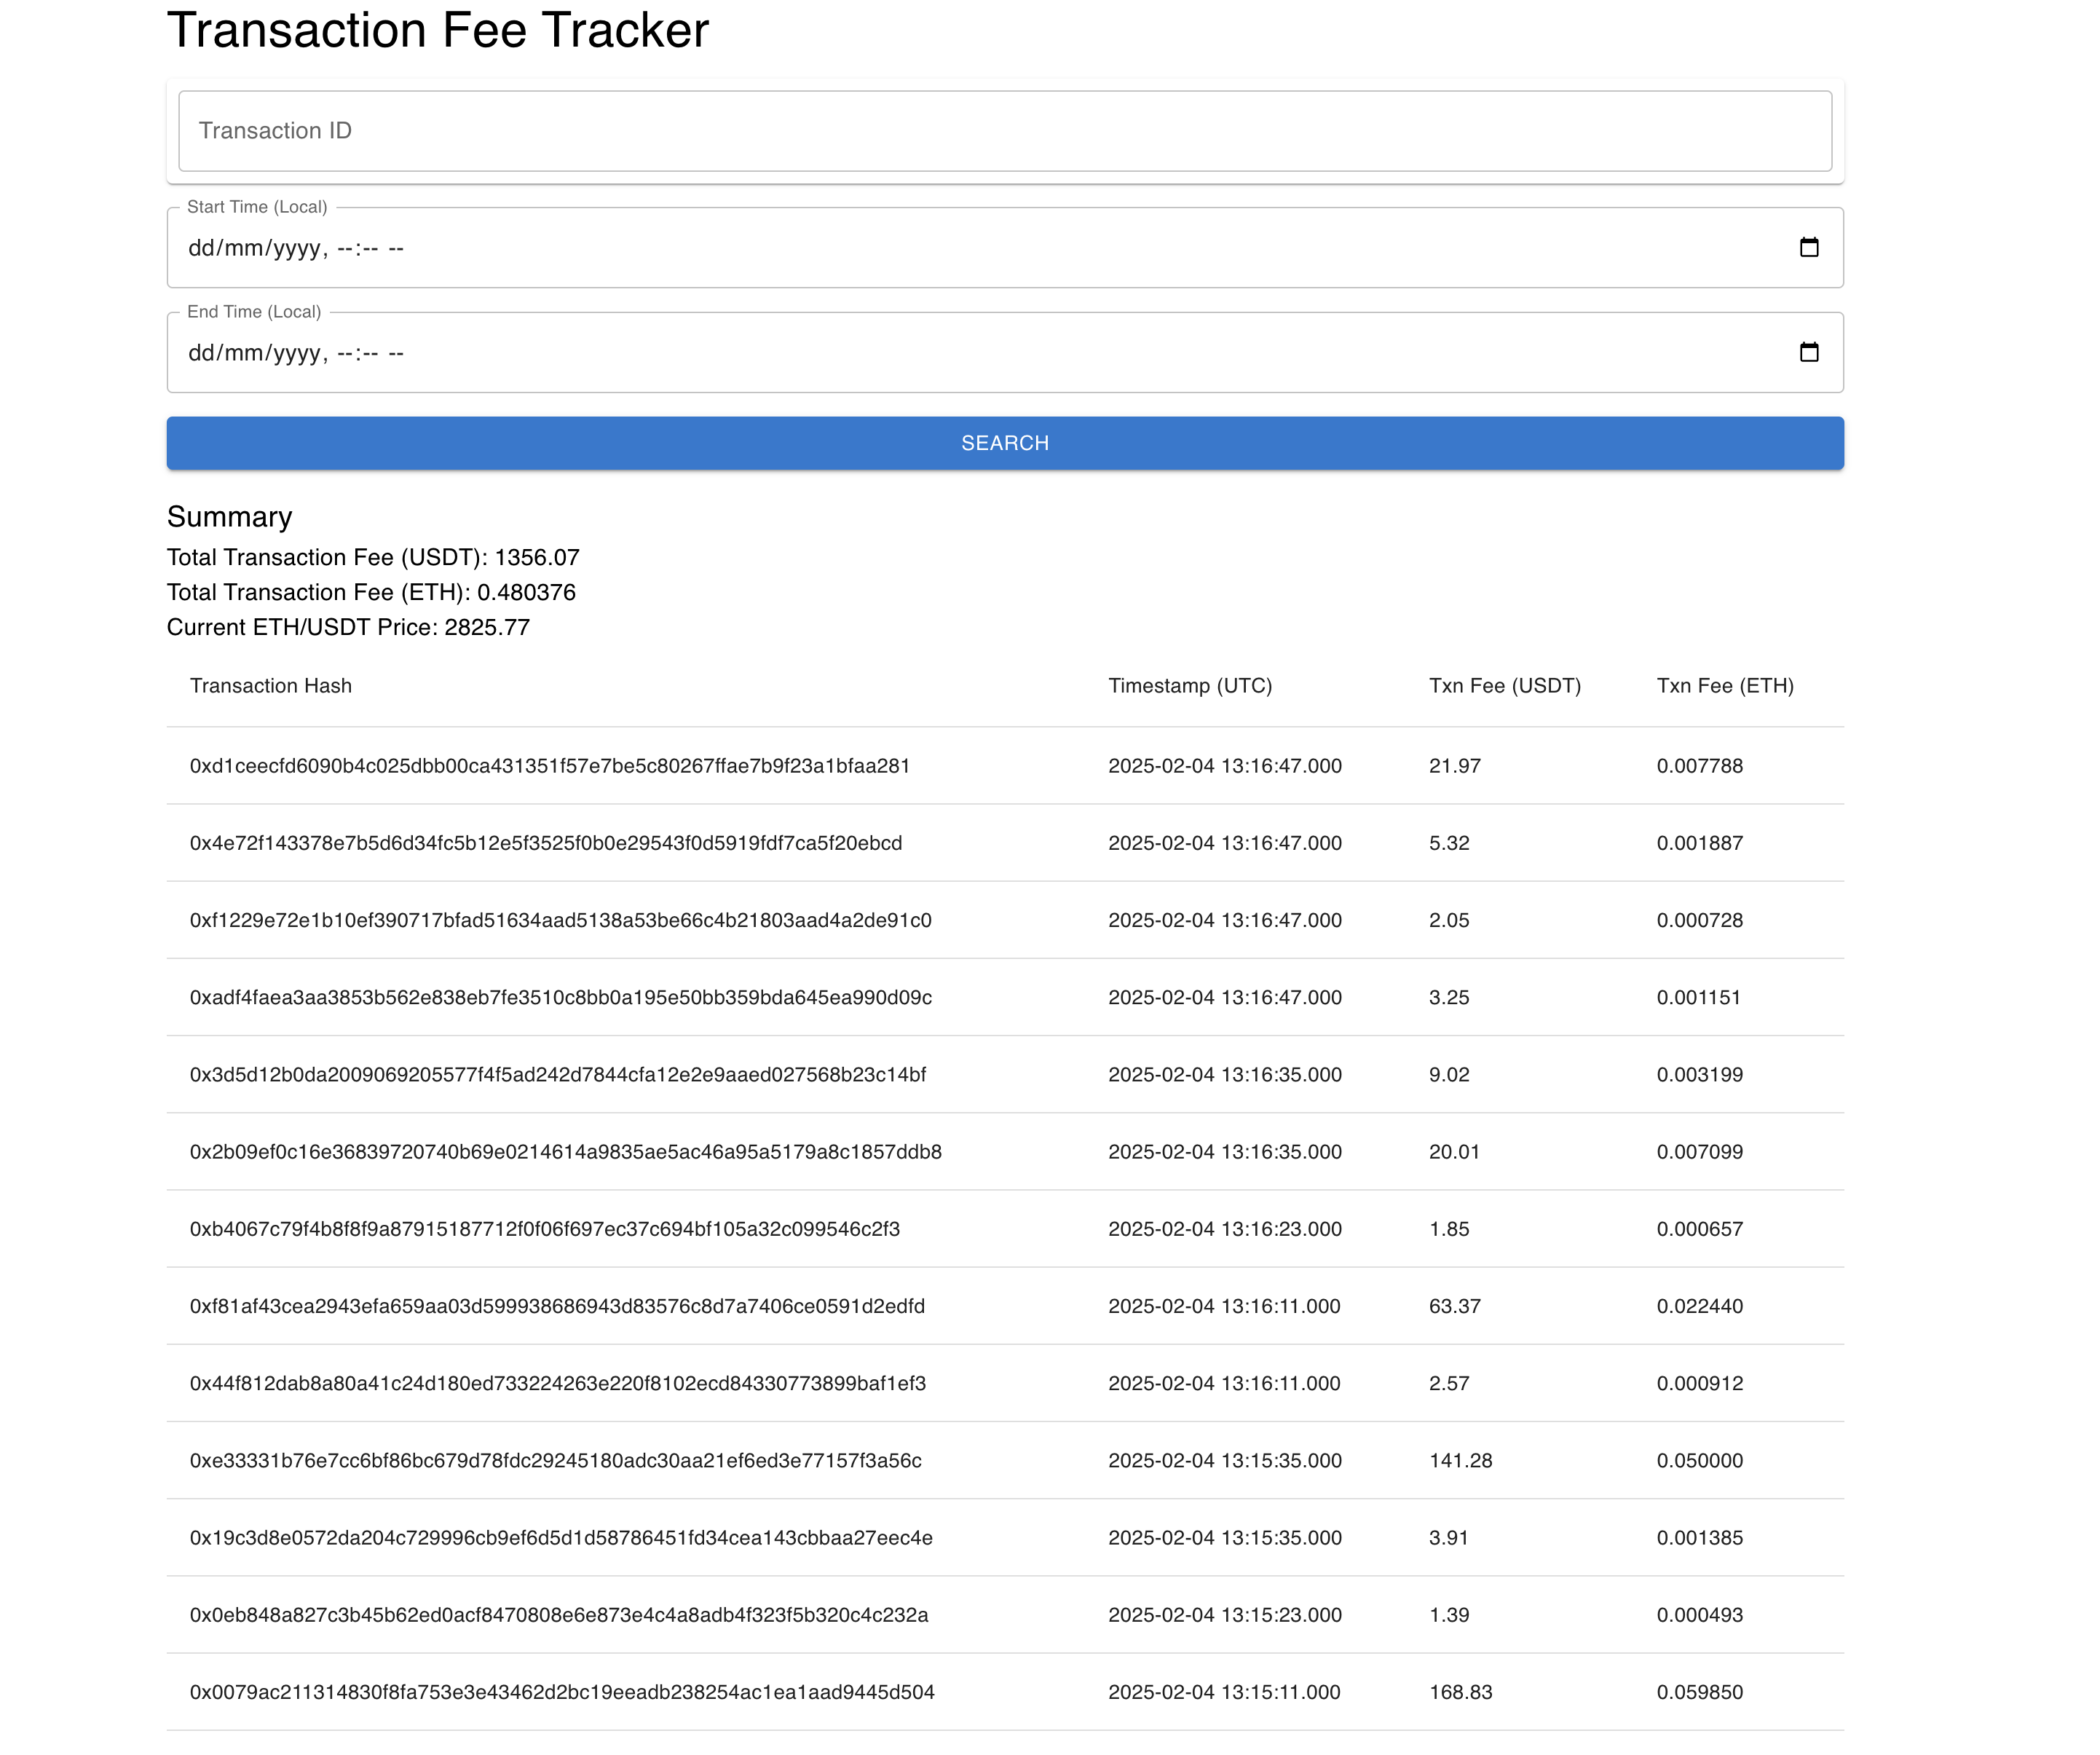 Transaction Fee Tracker
Transaction ID
Start Time (Local)
dd/mm/yyyy, --:-- --
End Time (Local)
dd/mm/yyyy, --:-- --
SEARCH
Summary
Total Transaction Fee (USDT): 1356.07
Total Transaction Fee (ETH): 0.480376
Current ETH/USDT Price: 2825.77
Transaction Hash Timestamp (UTC) Txn Fee (USDT) Txn Fee (ETH)
0xd1ceecfd6090b4c025dbb00ca431351f57e7be5c80267ffae7b9f23a1bfaa281 2025-02-04 13:16:47.000 21.97 0.007788
0x4e72f143378e7b5d6d34fc5b12e5f3525f0b0e29543f0d5919fdf7ca5f20ebcd 2025-02-04 13:16:47.000 5.32 0.001887
0xf1229e72e1b10ef390717bfad51634aad5138a53be66c4b21803aad4a2de91c0 2025-02-04 13:16:47.000 2.05 0.000728
0xadf4faea3aa3853b562e838eb7fe3510c8bb0a195e50bb359bda645ea990d09c 2025-02-04 13:16:47.000 3.25 0.001151
0x3d5d12b0da2009069205577f4f5ad242d7844cfa12e2e9aaed027568b23c14bf 2025-02-04 13:16:35.000 9.02 0.003199
0x2b09ef0c16e36839720740b69e0214614a9835ae5ac46a95a5179a8c1857ddb8 2025-02-04 13:16:35.000 20.01 0.007099
0xb4067c79f4b8f8f9a87915187712f0f06f697ec37c694bf105a32c099546c2f3 2025-02-04 13:16:23.000 1.85 0.000657
0xf81af43cea2943efa659aa03d599938686943d83576c8d7a7406ce0591d2edfd 2025-02-04 13:16:11.000 63.37 0.022440
0x44f812dab8a80a41c24d180ed733224263e220f8102ecd84330773899baf1ef3 2025-02-04 13:16:11.000 2.57 0.000912
0xe33331b76e7cc6bf86bc679d78fdc29245180adc30aa21ef6ed3e77157f3a56c 2025-02-04 13:15:35.000 141.28 0.050000
0x19c3d8e0572da204c729996cb9ef6d5d1d58786451fd34cea143cbbaa27eec4e 2025-02-04 13:15:35.000 3.91 0.001385
0x0eb848a827c3b45b62ed0acf8470808e6e873e4c4a8adb4f323f5b320c4c232a 2025-02-04 13:15:23.000 1.39 0.000493
0x0079ac211314830f8fa753e3e43462d2bc19eeadb238254ac1ea1aad9445d504 2025-02-04 13:15:11.000 168.83 0.059850